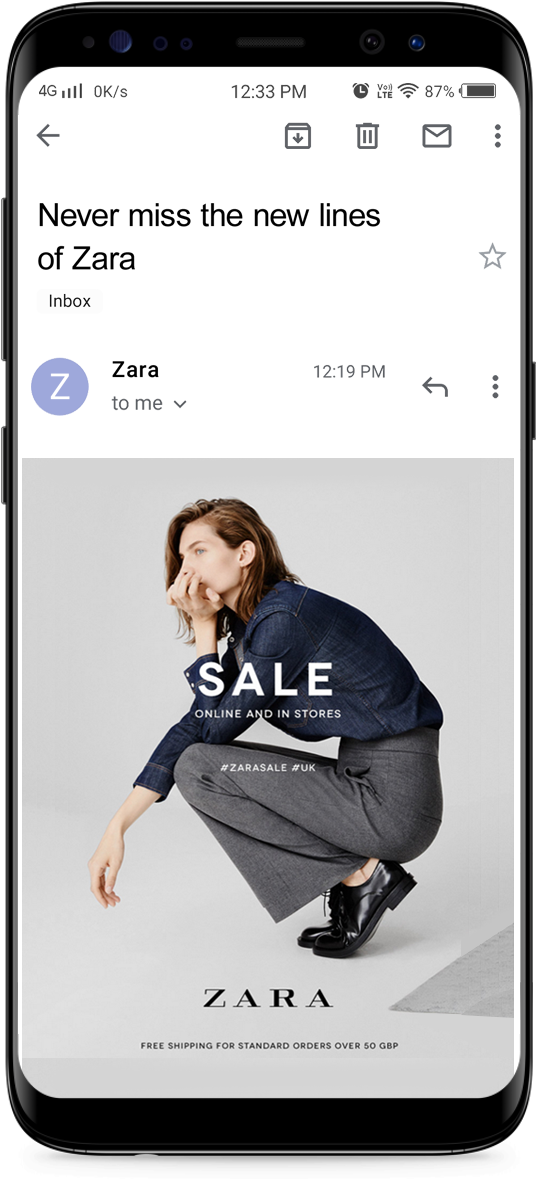 4G 0K/s 12:33 PM Vo)) LTE 87%
Never miss the new lines
of Zara
Inbox
Z
Zara 12:19 PM
to me
SALE
ONLINE AND IN STORES
#ZARASALE #UK
ZARA
FREE SHIPPING FOR STANDARD ORDERS OVER 50 GBP